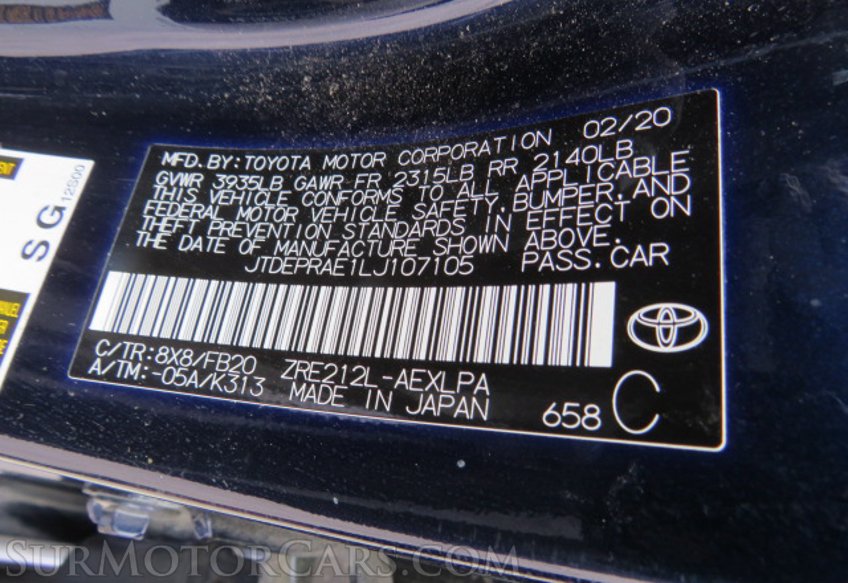 MFD. BY: TOYOTA MOTOR CORPORATION 02/20
GVWR 3935LB GAWR FR 2315LB RR 2140LB
THIS VEHICLE CONFORMS TO ALL APPLICABLE
FEDERAL MOTOR VEHICLE SAFETY, BUMPER, AND
THEFT PREVENTION STANDARDS IN EFFECT ON
THE DATE OF MANUFACTURE SHOWN ABOVE.
JTDEPRAE1LJ107105 PASS. CAR
C/TR: 8X8/FB20 ZRE212L-AEXLPA
A/TM: -05A/K313 MADE IN JAPAN
658 C
SG 12S00
SURMOTORCARS.COM